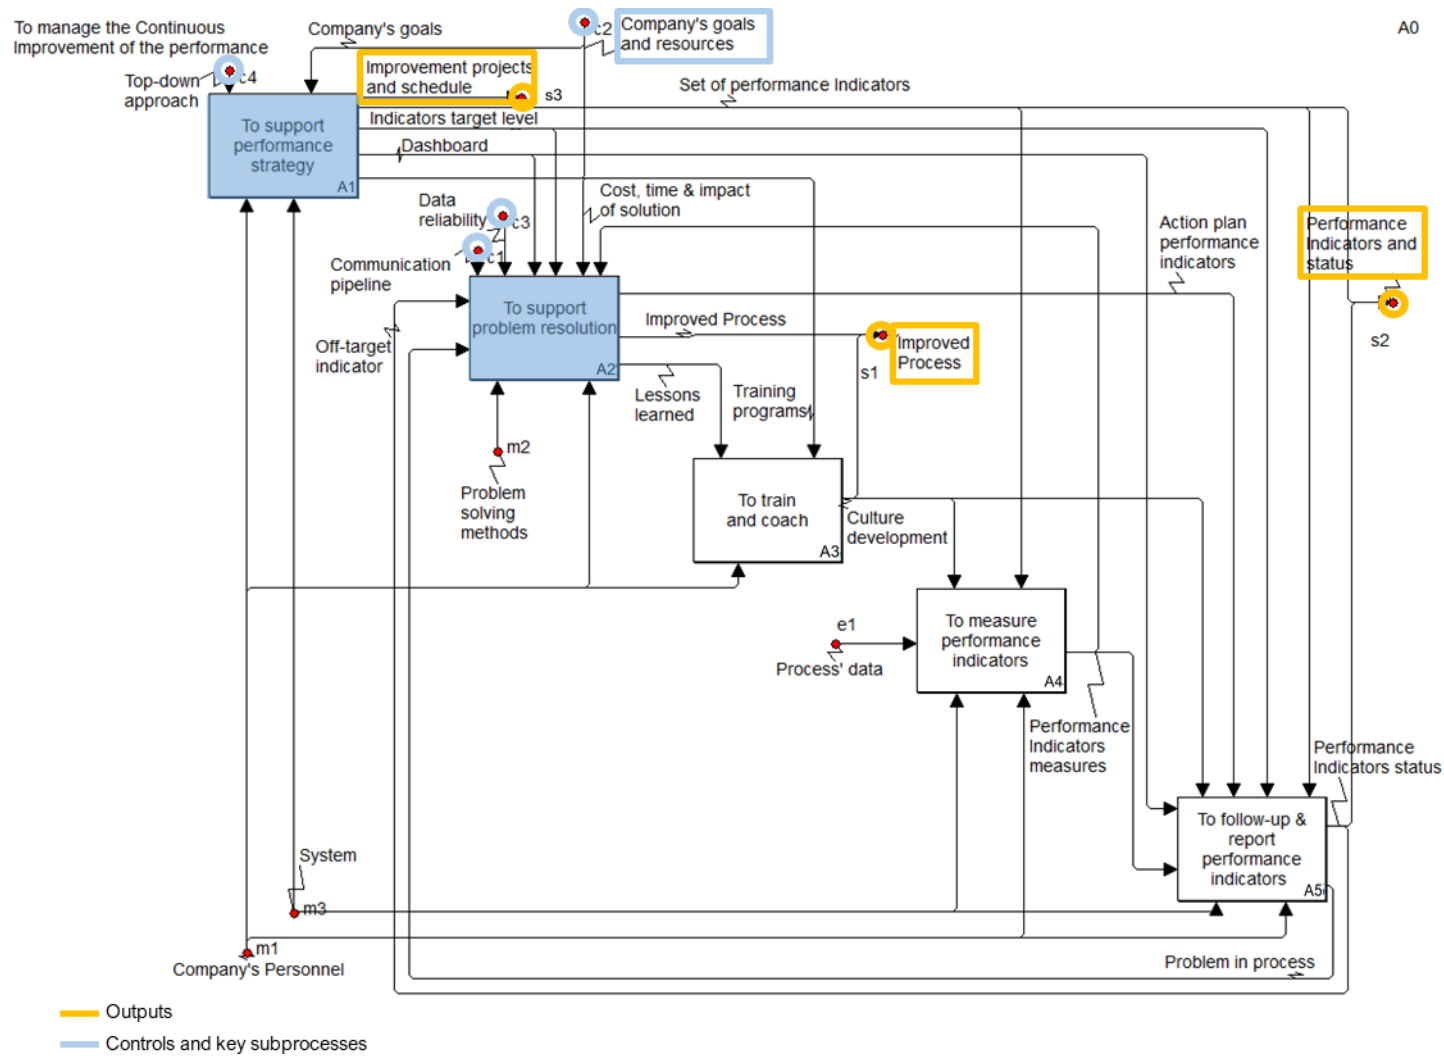 To manage the Continuous
Improvement of the performance
Company's goals
c2
Company's goals
and resources
A0
Top-down
approach
c4
Improvement projects
and schedule
s3
Set of performance Indicators
To support
performance
strategy
A1
Indicators target level
Dashboard
Data
reliability
c3
Cost, time & impact
of solution
Communication
pipeline
c1
Action plan
performance
indicators
Performance
Indicators and
status
s2
To support
problem resolution
A2
Improved Process
Improved
Process
s1
Off-target
indicator
Lessons
learned
Training
programs
m2
Problem
solving
methods
To train
and coach
A3
Culture
development
e1
Process' data
To measure
performance
indicators
A4
Performance
Indicators
measures
Performance
Indicators status
To follow-up &
report
performance
indicators
A5
System
m3
m1
Company's Personnel
Problem in process
Outputs
Controls and key subprocesses